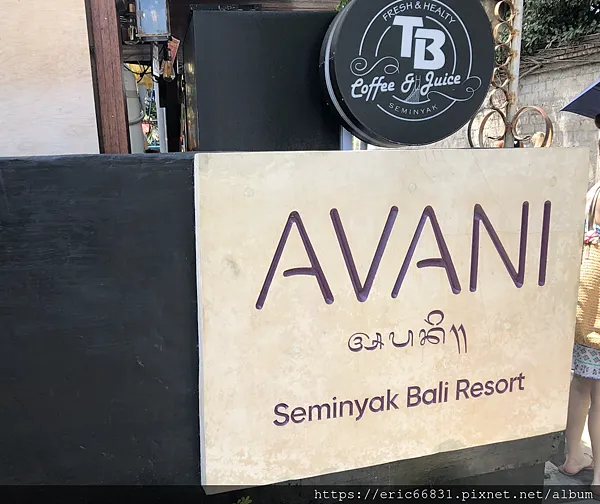 FRESH & HEALTY
TB
Coffee & Juice
SEMINYAK
AVANI
Seminyak Bali Resort
https://eric66831.pixnet.net/album